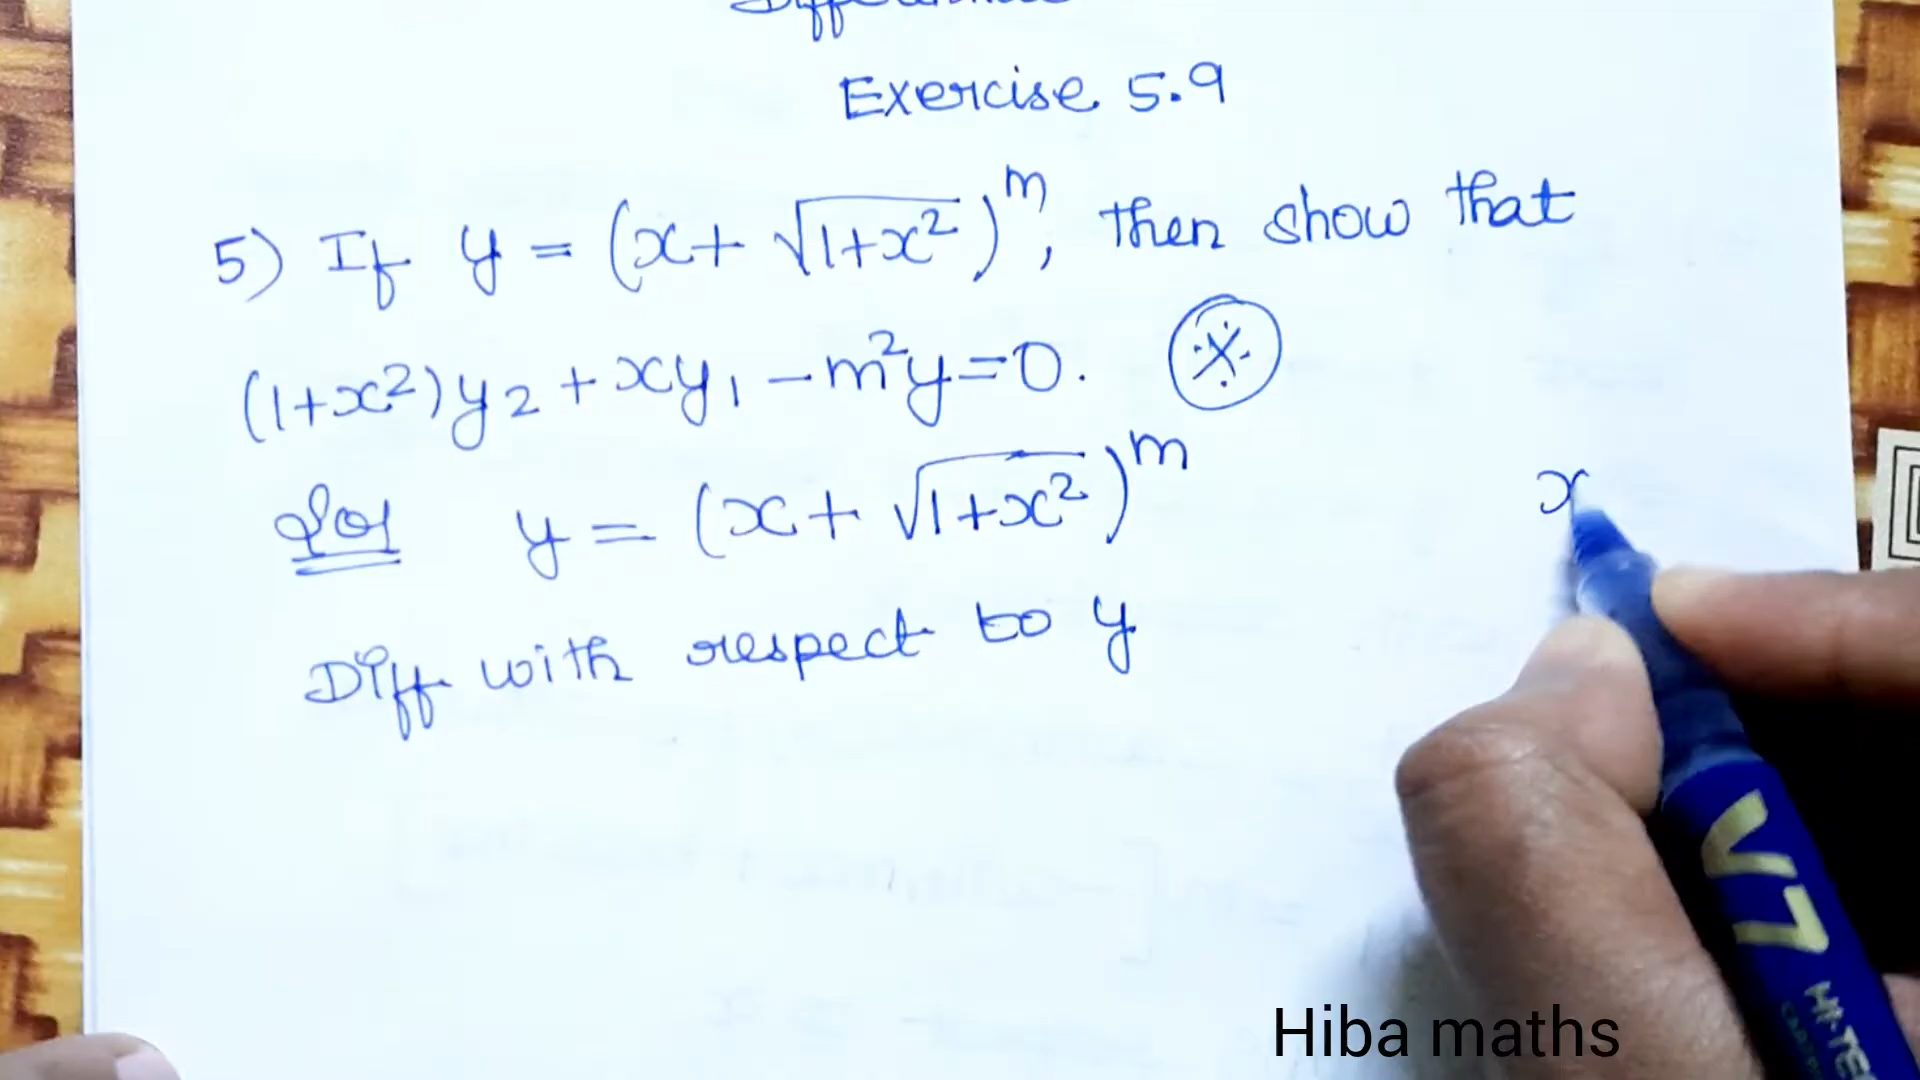 Exercise 5.9
5) If y = (x + √1+x²)ᵐ, then show that
(1+x²)y₂ + xy₁ - m²y = 0.
Sol y = (x + √1+x²)ᵐ
Diff with respect to y
x
V7
Hiba maths